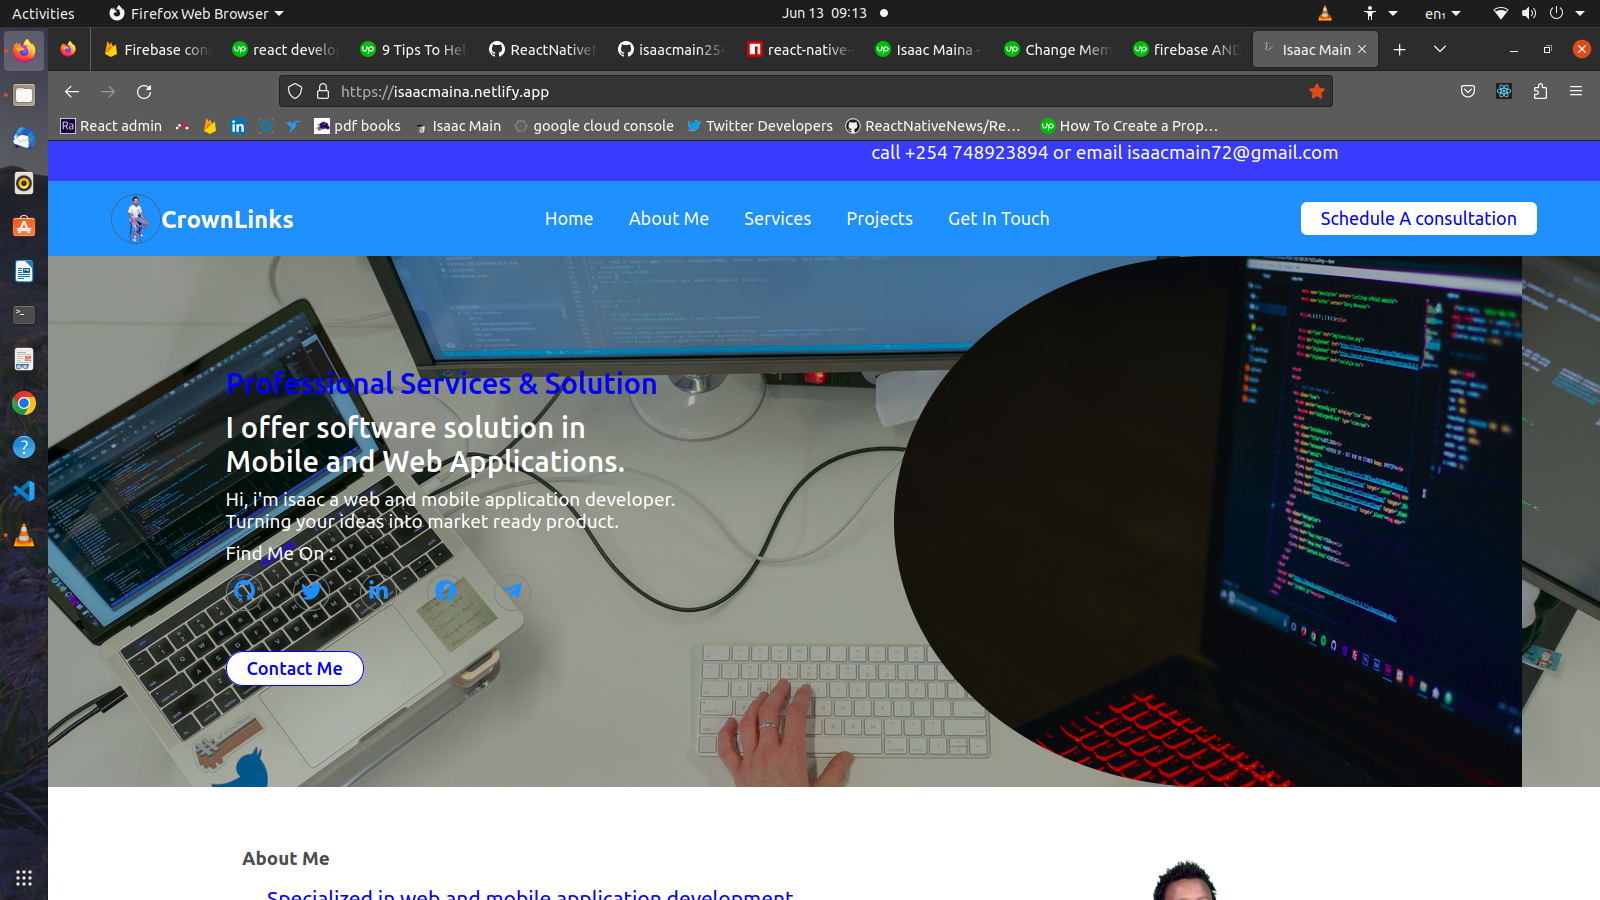 Activities
Firefox Web Browser
Jun 13 09:13
en₁
Firebase con
react develo
9 Tips To Hel
ReactNativeN
isaacmain254
react-native-
Isaac Maina -
Change Mem
firebase AND
Isaac Main
https://isaacmaina.netlify.app
React admin
pdf books
Isaac Main
google cloud console
Twitter Developers
ReactNativeNews/Re…
How To Create a Prop…
call +254 748923894 or email isaacmain72@gmail.com
CrownLinks
Home
About Me
Services
Projects
Get In Touch
Schedule A consultation
Professional Services & Solution
I offer software solution in
Mobile and Web Applications.
Hi, i'm isaac a web and mobile application developer.
Turning your ideas into market ready product.
Find Me On :
Contact Me
About Me
Specialized in web and mobile application development